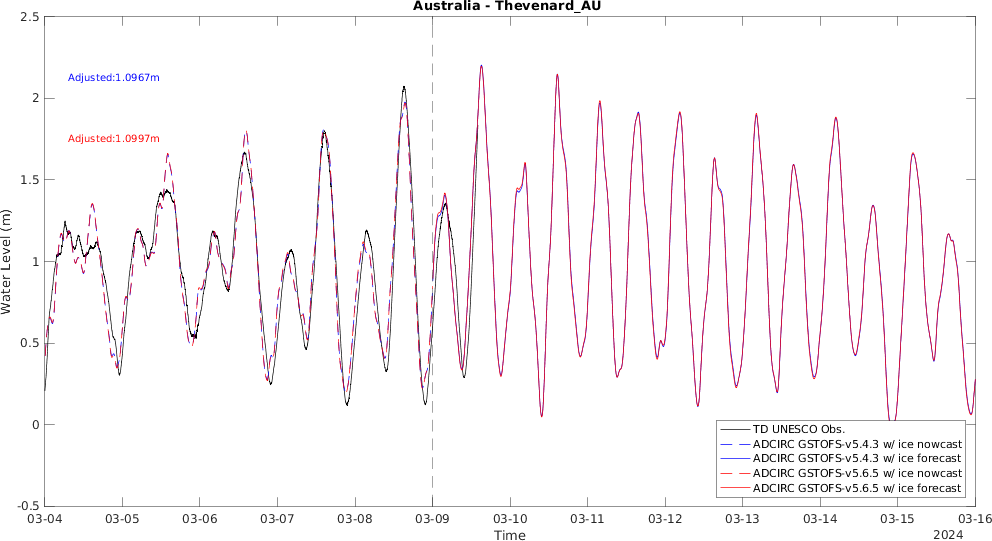 Australia - Thevenard_AU
2.5
2
1.5
1
0.5
0
-0.5
Water Level (m)
Adjusted:1.0967m
Adjusted:1.0997m
TD UNESCO Obs.
ADCIRC GSTOFS-v5.4.3 w/ ice nowcast
ADCIRC GSTOFS-v5.4.3 w/ ice forecast
ADCIRC GSTOFS-v5.6.5 w/ ice nowcast
ADCIRC GSTOFS-v5.6.5 w/ ice forecast
03-04 03-05 03-06 03-07 03-08 03-09 03-10 03-11 03-12 03-13 03-14 03-15 03-16
Time
2024